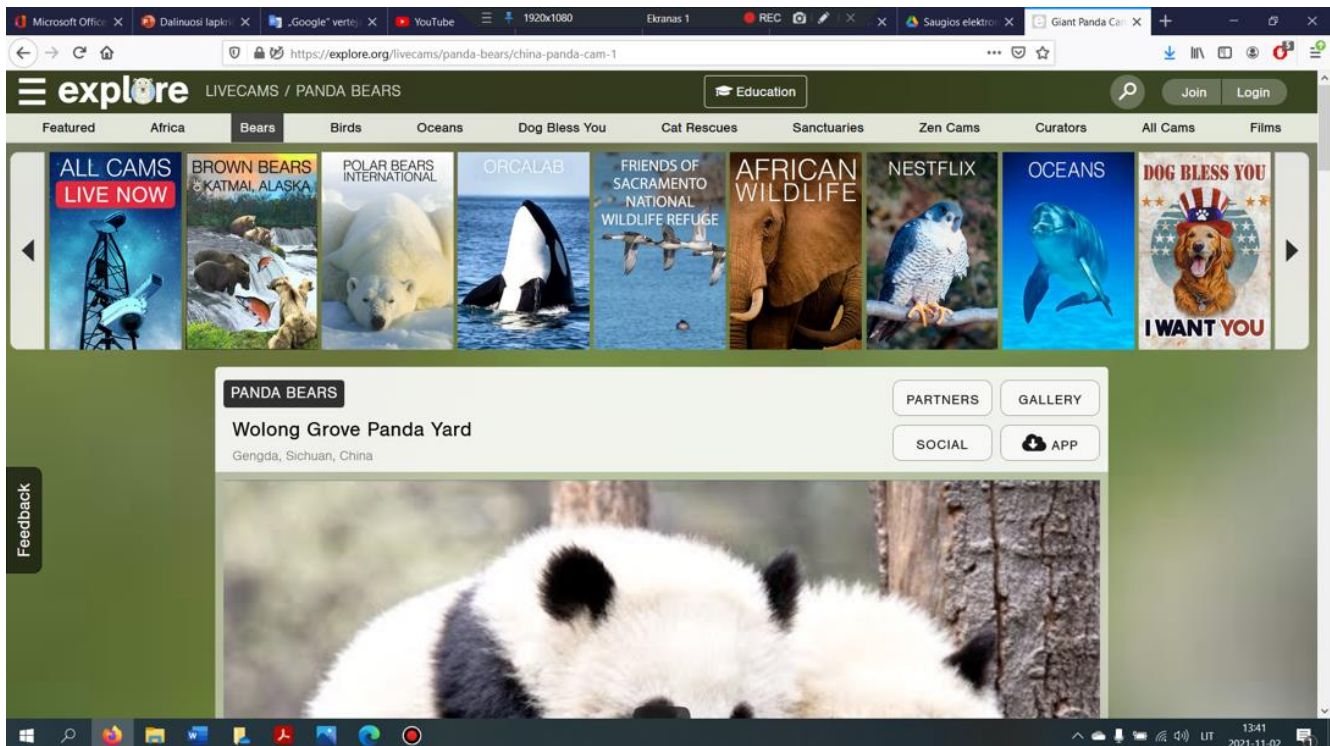 Microsoft Office
Dalinuosi lapkri
„Google“ vertėj
YouTube
1920x1080
Ekranas 1
REC
Saugios elektron
Giant Panda Cam
https://explore.org/livecams/panda-bears/china-panda-cam-1
explore
LIVECAMS / PANDA BEARS
Education
Join
Login
Featured Africa Bears Birds Oceans Dog Bless You Cat Rescues Sanctuaries Zen Cams Curators All Cams Films
ALL CAMS
LIVE NOW
BROWN BEARS
KATMAI, ALASKA
POLAR BEARS
INTERNATIONAL
ORCALAB
FRIENDS OF
SACRAMENTO
NATIONAL
WILDLIFE REFUGE
AFRICAN
WILDLIFE
NESTFLIX
OCEANS
DOG BLESS YOU
I WANT YOU
PANDA BEARS
Wolong Grove Panda Yard
Gengda, Sichuan, China
PARTNERS
GALLERY
SOCIAL
APP
Feedback
LIT
13:41
2021-11-02